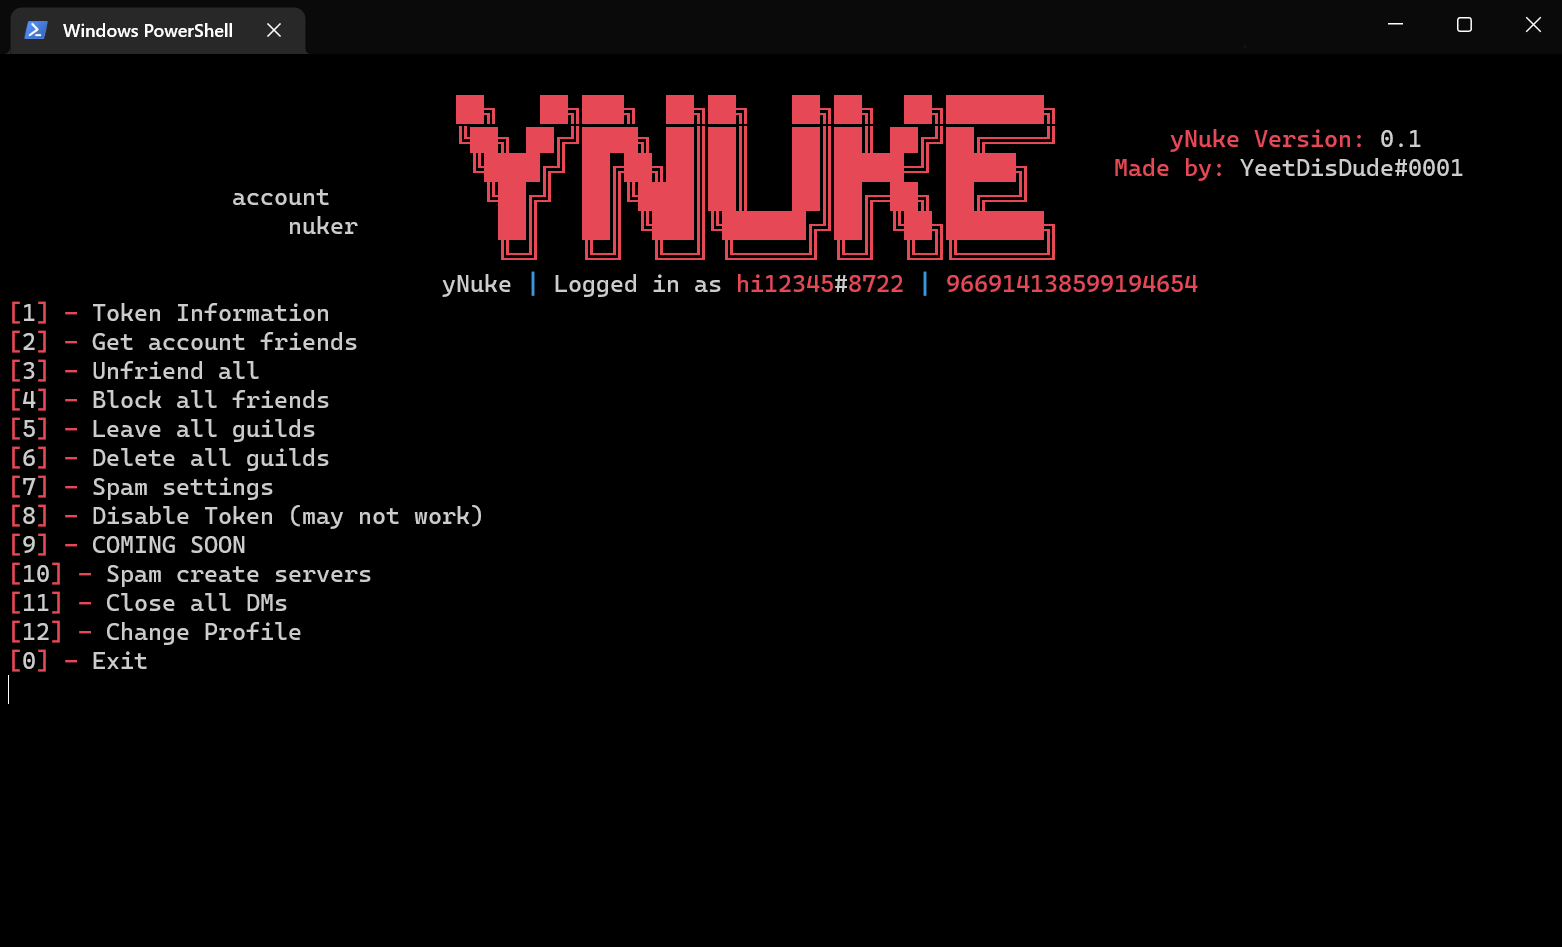 Windows PowerShell
YNUKE
yNuke Version: 0.1
Made by: YeetDisDude#0001
account
nuker
yNuke | Logged in as hi12345#8722 | 966914138599194654
[1] - Token Information
[2] - Get account friends
[3] - Unfriend all
[4] - Block all friends
[5] - Leave all guilds
[6] - Delete all guilds
[7] - Spam settings
[8] - Disable Token (may not work)
[9] - COMING SOON
[10] - Spam create servers
[11] - Close all DMs
[12] - Change Profile
[0] - Exit